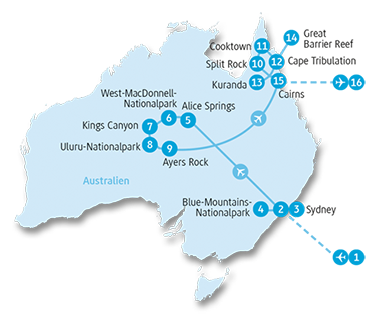 Great
Barrier Reef
14
Cooktown 11
Split Rock 10 12 Cape Tribulation
Kuranda 13 15 16
Cairns
West-MacDonnell-
Nationalpark 6 Alice Springs
5
Kings Canyon 7
Uluru-Nationalpark 8 9
Ayers Rock
Australien
Blue-Mountains-
Nationalpark 4 2 3 Sydney
1